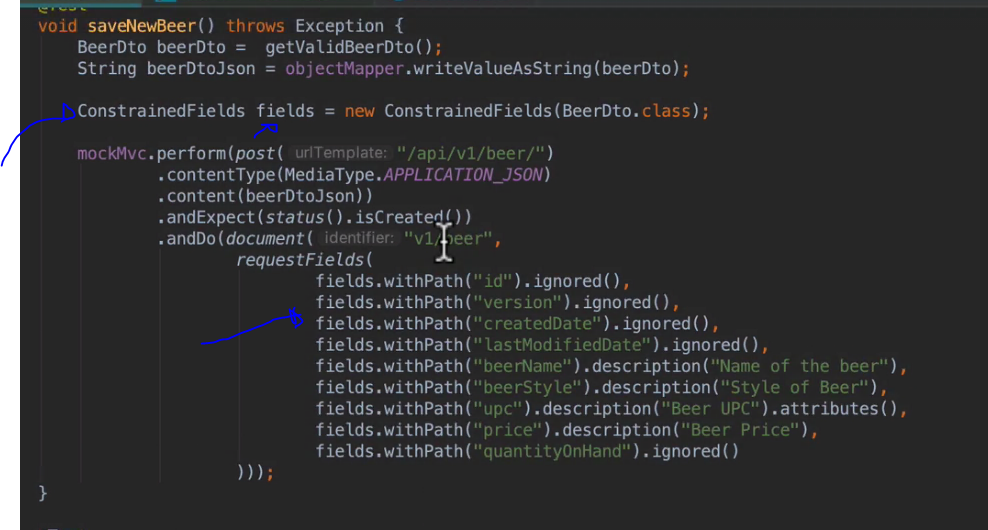 @Test
void saveNewBeer() throws Exception {
BeerDto beerDto =  getValidBeerDto();
String beerDtoJson = objectMapper.writeValueAsString(beerDto);
ConstrainedFields fields = new ConstrainedFields(BeerDto.class);
mockMvc.perform(post( urlTemplate: "/api/v1/beer/")
.contentType(MediaType.APPLICATION_JSON)
.content(beerDtoJson))
.andExpect(status().isCreated())
.andDo(document( identifier: "v1/beer",
requestFields(
fields.withPath("id").ignored(),
fields.withPath("version").ignored(),
fields.withPath("createdDate").ignored(),
fields.withPath("lastModifiedDate").ignored(),
fields.withPath("beerName").description("Name of the beer"),
fields.withPath("beerStyle").description("Style of Beer"),
fields.withPath("upc").description("Beer UPC").attributes(),
fields.withPath("price").description("Beer Price"),
fields.withPath("quantityOnHand").ignored()
)));
}